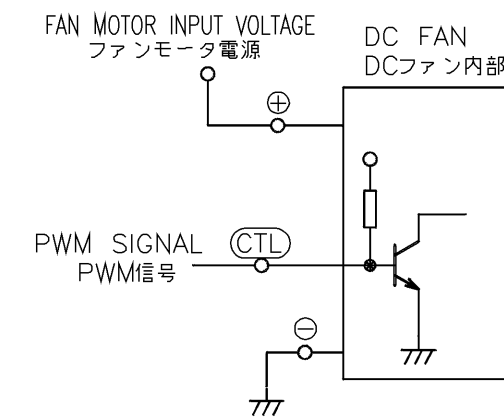 FAN MOTOR INPUT VOLTAGE
ファンモータ電源
DC FAN
DCファン内部
⊕
PWM SIGNAL
PWM信号
CTL
⊖